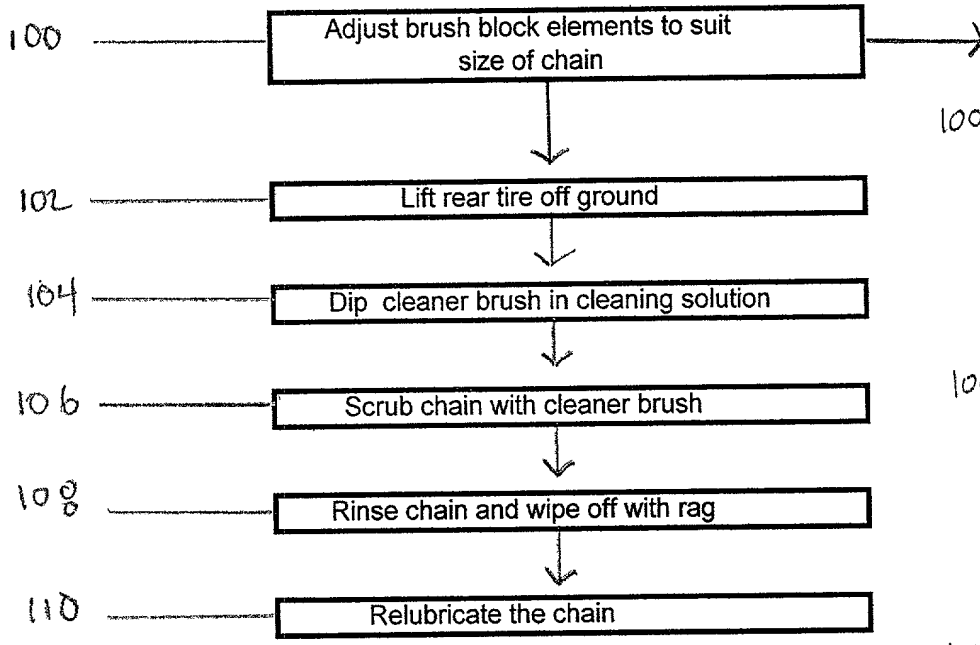 100
Adjust brush block elements to suit
size of chain
100
102
Lift rear tire off ground
104
Dip cleaner brush in cleaning solution
106
Scrub chain with cleaner brush
10
108
Rinse chain and wipe off with rag
110
Relubricate the chain